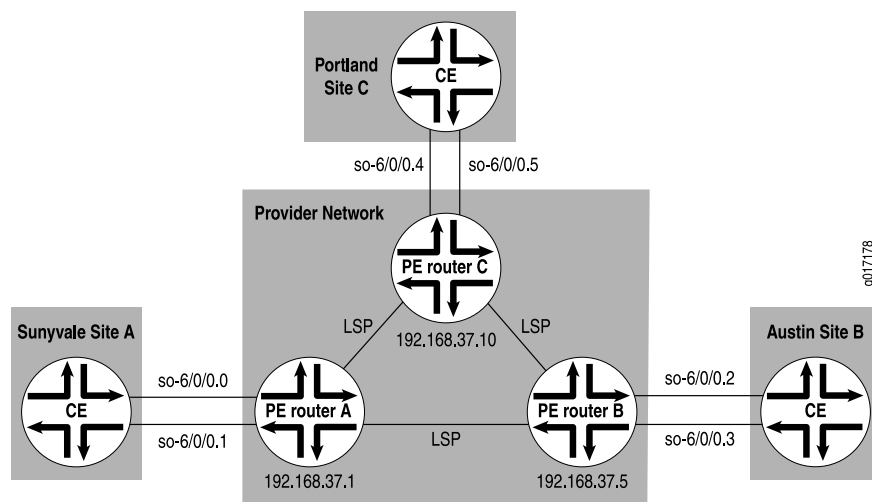 Portland
Site C
CE
so-6/0/0.4
so-6/0/0.5
Provider Network
PE router C
192.168.37.10
LSP
LSP
g017178
Sunyvale Site A
CE
so-6/0/0.0
so-6/0/0.1
PE router A
192.168.37.1
LSP
PE router B
192.168.37.5
so-6/0/0.2
so-6/0/0.3
Austin Site B
CE